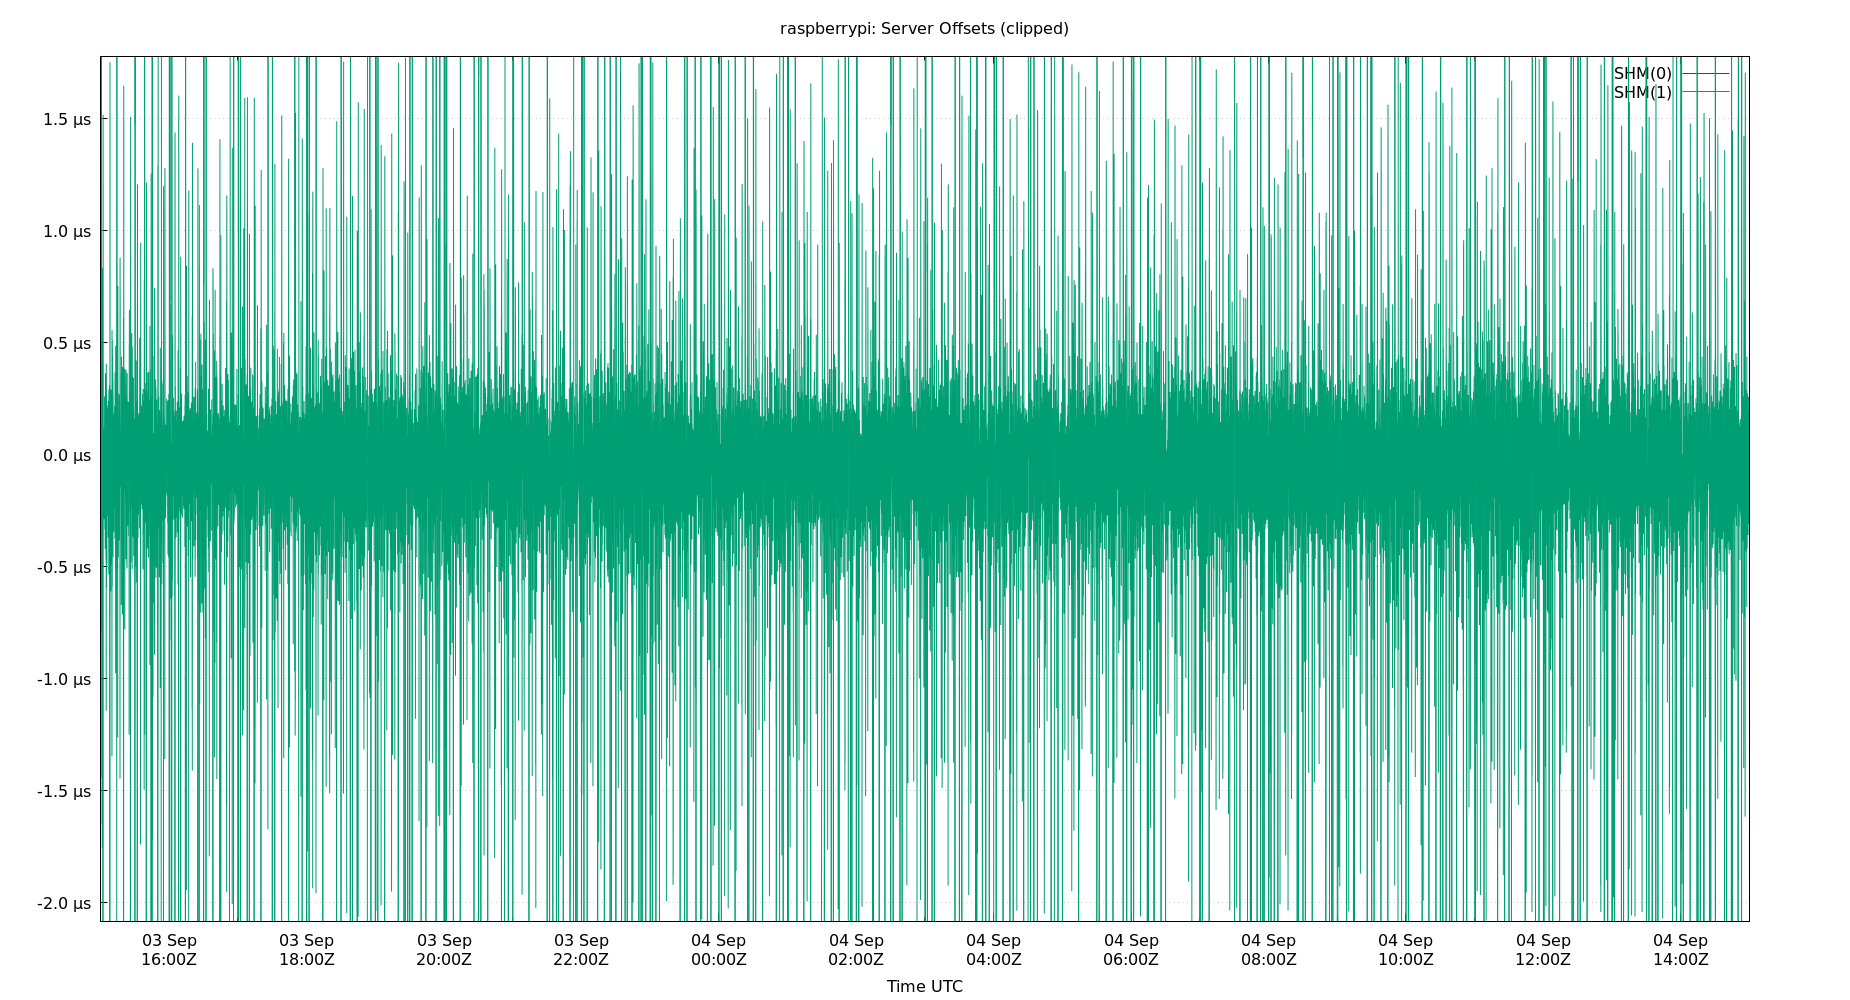 raspberrypi: Server Offsets (clipped)
SHM(0)
SHM(1)
1.5 µs
1.0 µs
0.5 µs
0.0 µs
-0.5 µs
-1.0 µs
-1.5 µs
-2.0 µs
03 Sep 03 Sep 03 Sep 03 Sep 04 Sep 04 Sep 04 Sep 04 Sep 04 Sep 04 Sep 04 Sep 04 Sep
16:00Z 18:00Z 20:00Z 22:00Z 00:00Z 02:00Z 04:00Z 06:00Z 08:00Z 10:00Z 12:00Z 14:00Z
Time UTC